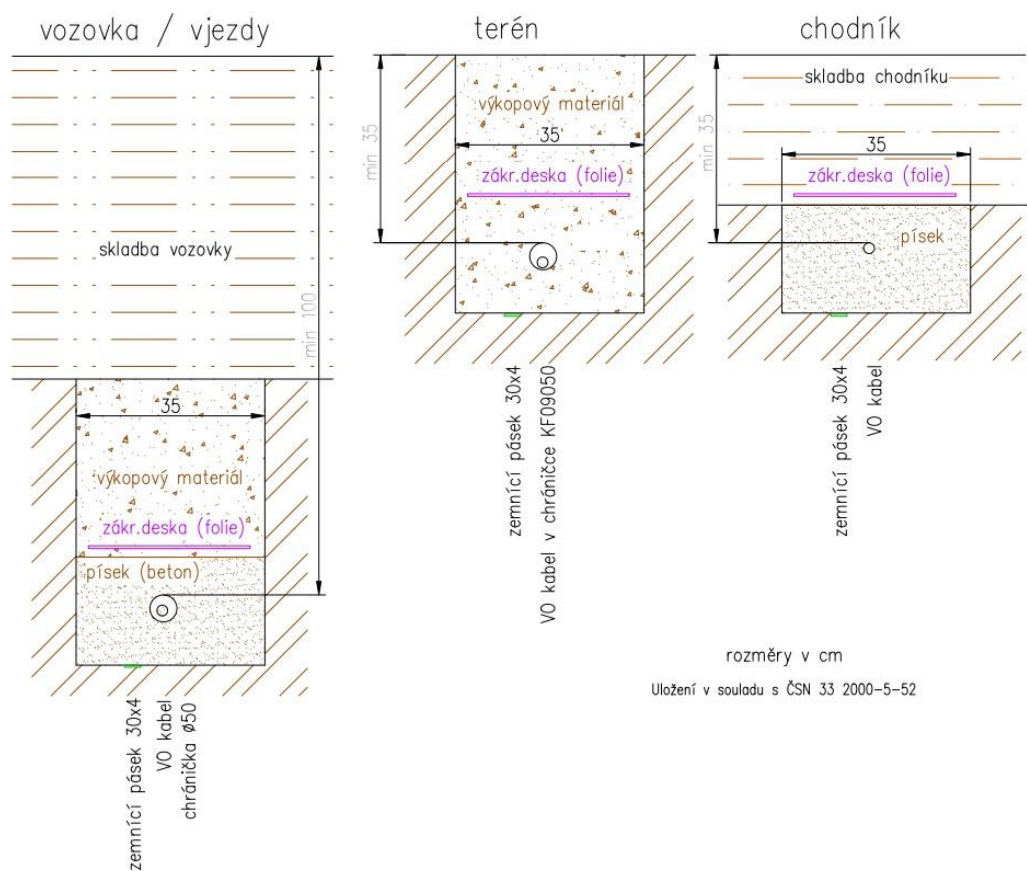 vozovka / vjezdy
skladba vozovky
min 100
35
výkopový materiál
zákr.deska (folie)
písek (beton)
zemnící pásek 30x4
VO kabel
chránička ø50
terén
výkopový materiál
35
min 35
zákr.deska (folie)
zemnící pásek 30x4
VO kabel v chráničce KF09050
chodník
skladba chodníku
min 35
35
zákr.deska (folie)
písek
zemnící pásek 30x4
VO kabel
rozměry v cm
Uložení v souladu s ČSN 33 2000-5-52